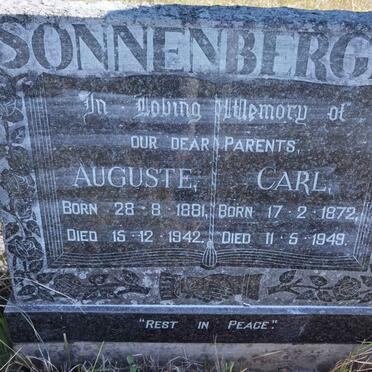 SONNENBERG
In Loving Memory of
OUR DEAR PARENTS,
AUGUSTE, CARL,
BORN 28-8-1881, BORN 17-2-1872,
DIED 15-12-1942. DIED 11-5-1949.
"REST IN PEACE."